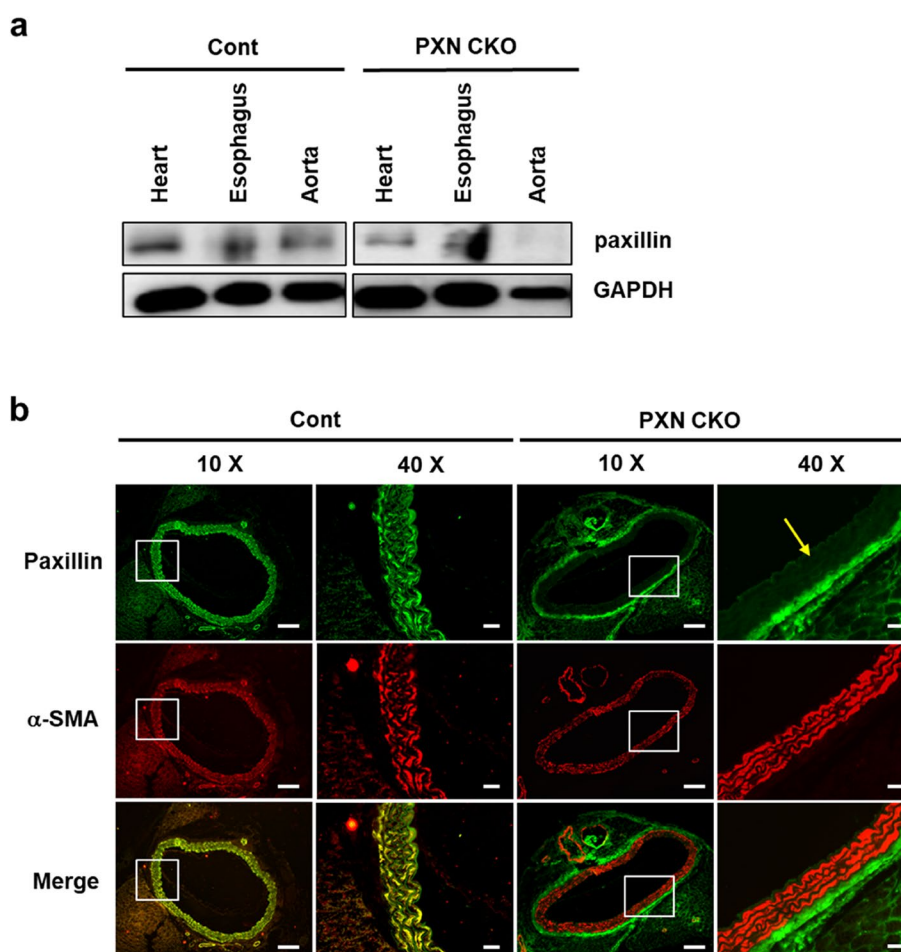 a
Cont PXN CKO
Heart Esophagus Aorta Heart Esophagus Aorta
paxillin
GAPDH
b
Cont PXN CKO
10 X 40 X 10 X 40 X
Paxillin
α-SMA
Merge